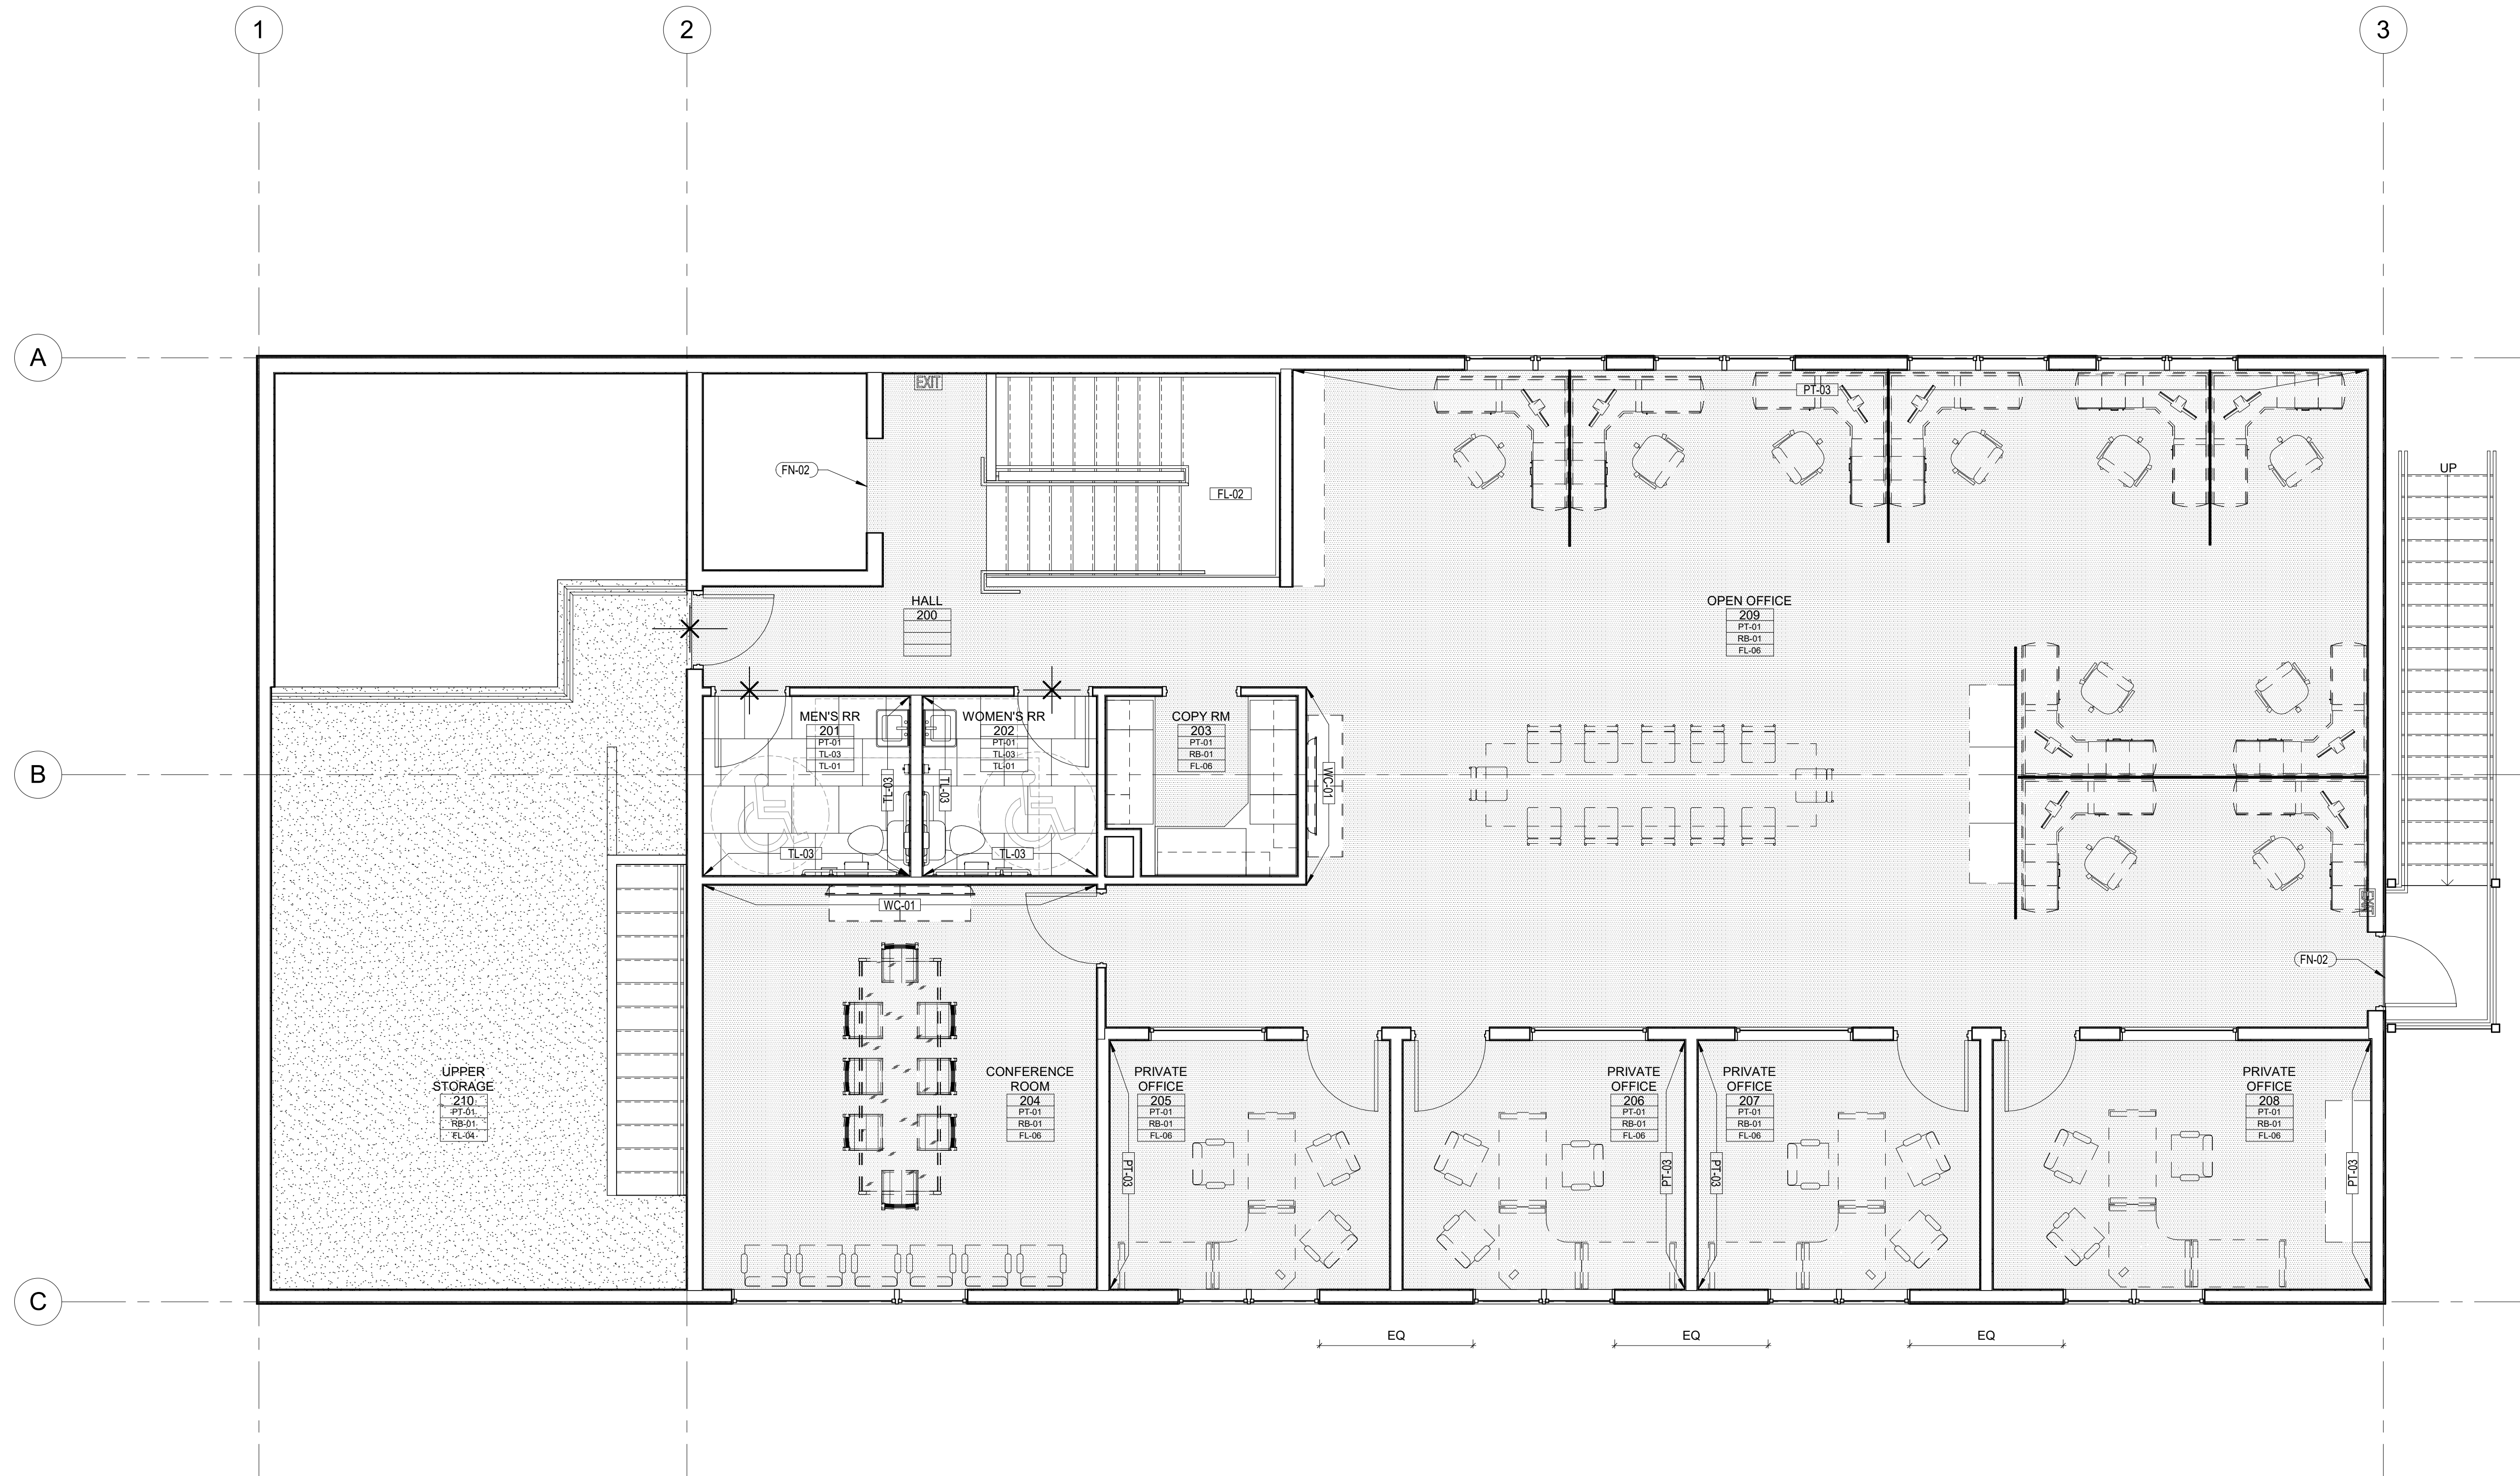 1
2
3
A
EXIT
PT-03
FN-02
UP
FL-02
HALL
200
OPEN OFFICE
209
PT-01
RB-01
FL-06
MEN'S RR
201
PT-01
TL-03
TL-01
WOMEN'S RR
202
PT-01
TL-03
TL-01
COPY RM
203
PT-01
RB-01
FL-06
B
TL-03
TL-03
WC-01
TL-03
TL-03
WC-01
EXIT
FN-02
UPPER
STORAGE
210
PT-01
RB-01
FL-04
CONFERENCE
ROOM
204
PT-01
RB-01
FL-06
PRIVATE
OFFICE
205
PT-01
RB-01
FL-06
PRIVATE
OFFICE
206
PT-01
RB-01
FL-06
PRIVATE
OFFICE
207
PT-01
RB-01
FL-06
PRIVATE
OFFICE
208
PT-01
RB-01
FL-06
PT-03
PT-03
PT-03
PT-03
C
EQ
EQ
EQ